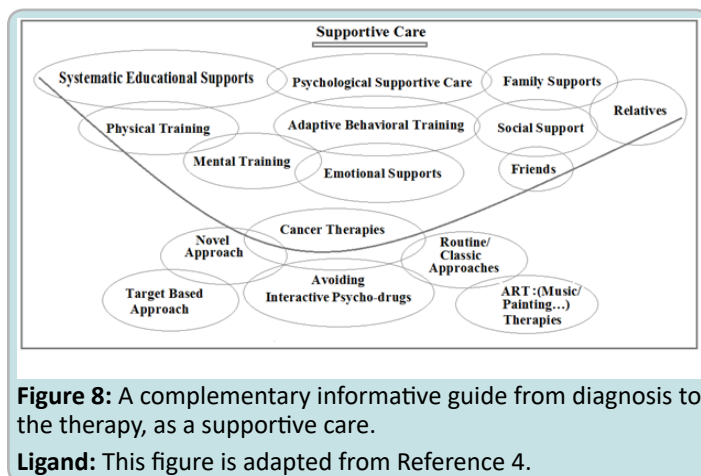 Supportive Care
Systematic Educational Supports
Psychological Supportive Care
Family Supports
Relatives
Physical Training
Adaptive Behavioral Training
Social Support
Mental Training
Emotional Supports
Friends
Cancer Therapies
Novel
Approach
Routine/
Classic
Approaches
Target Based
Approach
Avoiding
Interactive Psycho-drugs
ART:(Music/
Painting...)
Therapies
Figure 8: A complementary informative guide from diagnosis to
the therapy, as a supportive care.
Ligand: This figure is adapted from Reference 4.